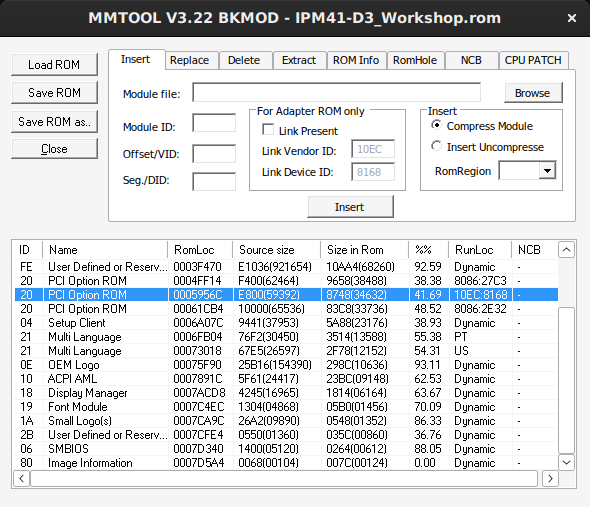 MMTOOL V3.22 BKMOD - IPM41-D3_Workshop.rom
Load ROM
Save ROM
Save ROM as..
Close
Insert Replace Delete Extract ROM Info RomHole NCB CPU PATCH
Module file: Browse
Module ID:
Offset/VID:
Seg./DID:
For Adapter ROM only
Link Present
Link Vendor ID: 10EC
Link Device ID: 8168
Insert
Compress Module
Insert Uncompresse
RomRegion
Insert
ID Name RomLoc Source size Size in Rom %% RunLoc NCB
FE User Defined or Reserv... 0003F470 E1036(921654) 10AA4(68260) 92.59 Dynamic -
20 PCI Option ROM 0004FF14 F400(62464) 9658(38488) 38.38 8086:27C3 -
20 PCI Option ROM 0005956C E800(59392) 8748(34632) 41.69 10EC:8168 -
20 PCI Option ROM 00061CB4 10000(65536) 83C8(33736) 48.52 8086:2E32 -
04 Setup Client 0006A07C 9441(37953) 5A88(23176) 38.93 Dynamic -
21 Multi Language 0006FB04 76F2(30450) 3514(13588) 55.38 PT -
21 Multi Language 00073018 67E5(26597) 2F78(12152) 54.31 US -
0E OEM Logo 00075F90 25B16(154390) 298C(10636) 93.11 Dynamic -
10 ACPI AML 0007891C 5F61(24417) 23BC(09148) 62.53 Dynamic -
18 Display Manager 0007ACD8 4245(16965) 1814(06164) 63.67 Dynamic -
19 Font Module 0007C4EC 1304(04868) 05B0(01456) 70.09 Dynamic -
1A Small Logo(s) 0007CA9C 26A2(09890) 0548(01352) 86.33 Dynamic -
2B User Defined or Reserv... 0007CFE4 0550(01360) 035C(00860) 36.76 Dynamic -
06 SMBIOS 0007D340 1400(05120) 0264(00612) 88.05 Dynamic -
80 Image Information 0007D5A4 0068(00104) 007C(00124) 0.00 Dynamic -